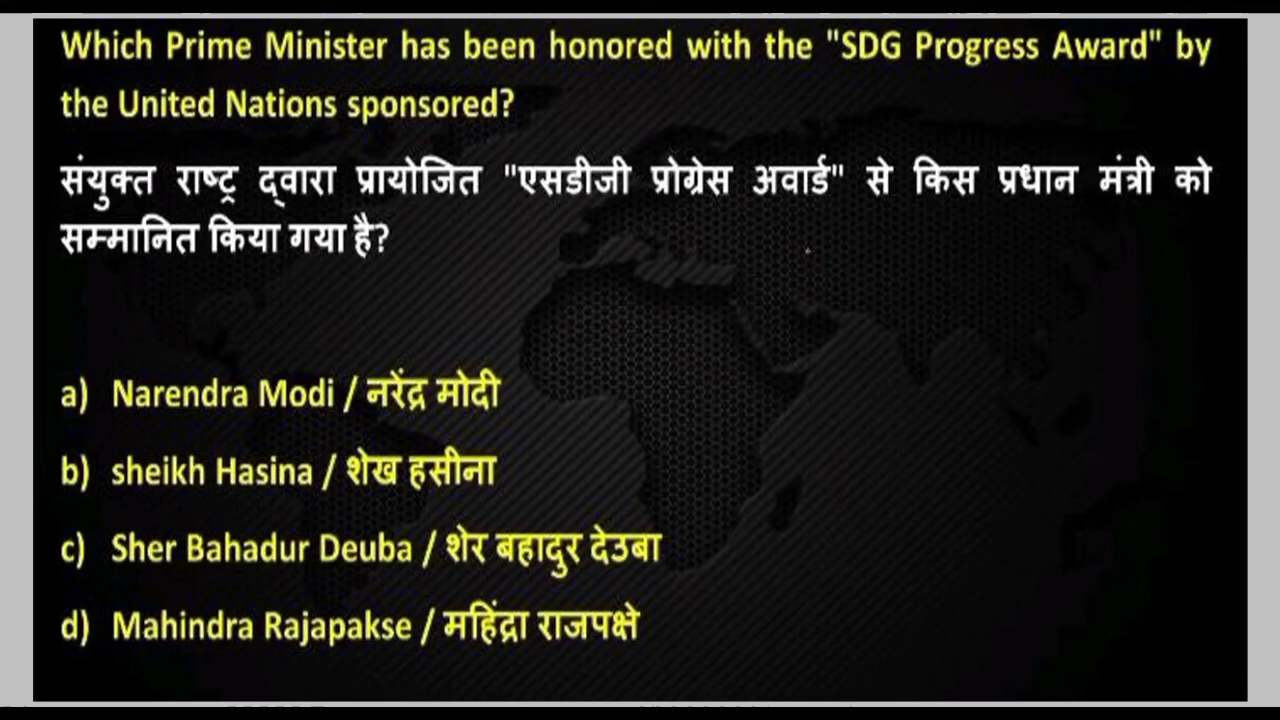 Which Prime Minister has been honored with the "SDG Progress Award" by
the United Nations sponsored?
संयुक्त राष्ट्र द्वारा प्रायोजित "एसडीजी प्रोग्रेस अवार्ड" से किस प्रधान मंत्री को
सम्मानित किया गया है?
a) Narendra Modi / नरेंद्र मोदी
b) sheikh Hasina / शेख हसीना
c) Sher Bahadur Deuba / शेर बहादुर देउबा
d) Mahindra Rajapakse / महिंद्रा राजपक्षे